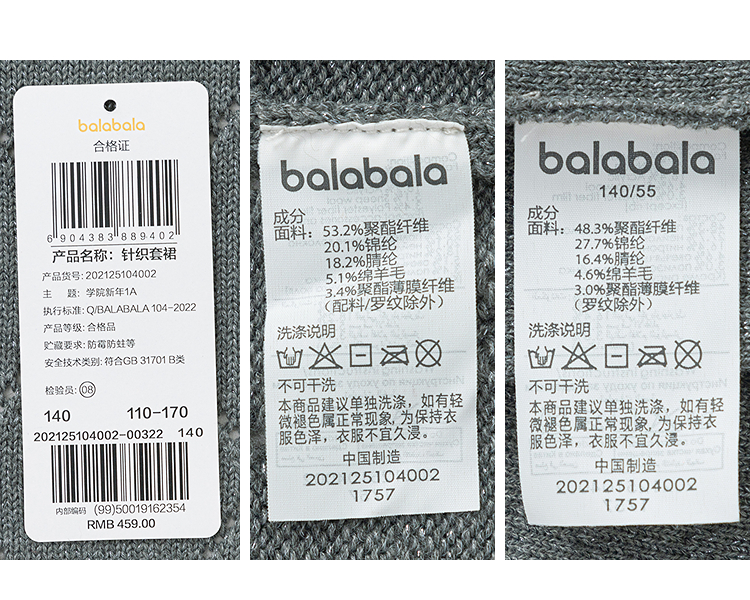 balabala
合格证
6 904383 889402
产品名称: 针织套裙
产品货号: 202125104002
主 题: 学院新年1A
执行标准: Q/BALABALA 104-2022
产品等级: 合格品
贮藏要求: 防霉防蛀等
安全技术类别: 符合GB 31701 B类
检验员: 08
140 110-170
202125104002-00322 140
内部编码 (99)50019162354
RMB 459.00
balabala
成分
面料: 53.2%聚酯纤维
20.1%锦纶
18.2%腈纶
5.1%绵羊毛
3.4%聚酯薄膜纤维
(配料/罗纹除外)
洗涤说明
不可干洗
本商品建议单独洗涤, 如有轻
微褪色属正常现象, 为保持衣
服色泽, 衣服不宜久浸。
中国制造
202125104002
1757
balabala
140/55
成分
面料: 48.3%聚酯纤维
27.7%锦纶
16.4%腈纶
4.6%绵羊毛
3.0%聚酯薄膜纤维
(罗纹除外)
洗涤说明
不可干洗
本商品建议单独洗涤, 如有轻
微褪色属正常现象, 为保持衣
服色泽, 衣服不宜久浸。
中国制造
202125104002
1757